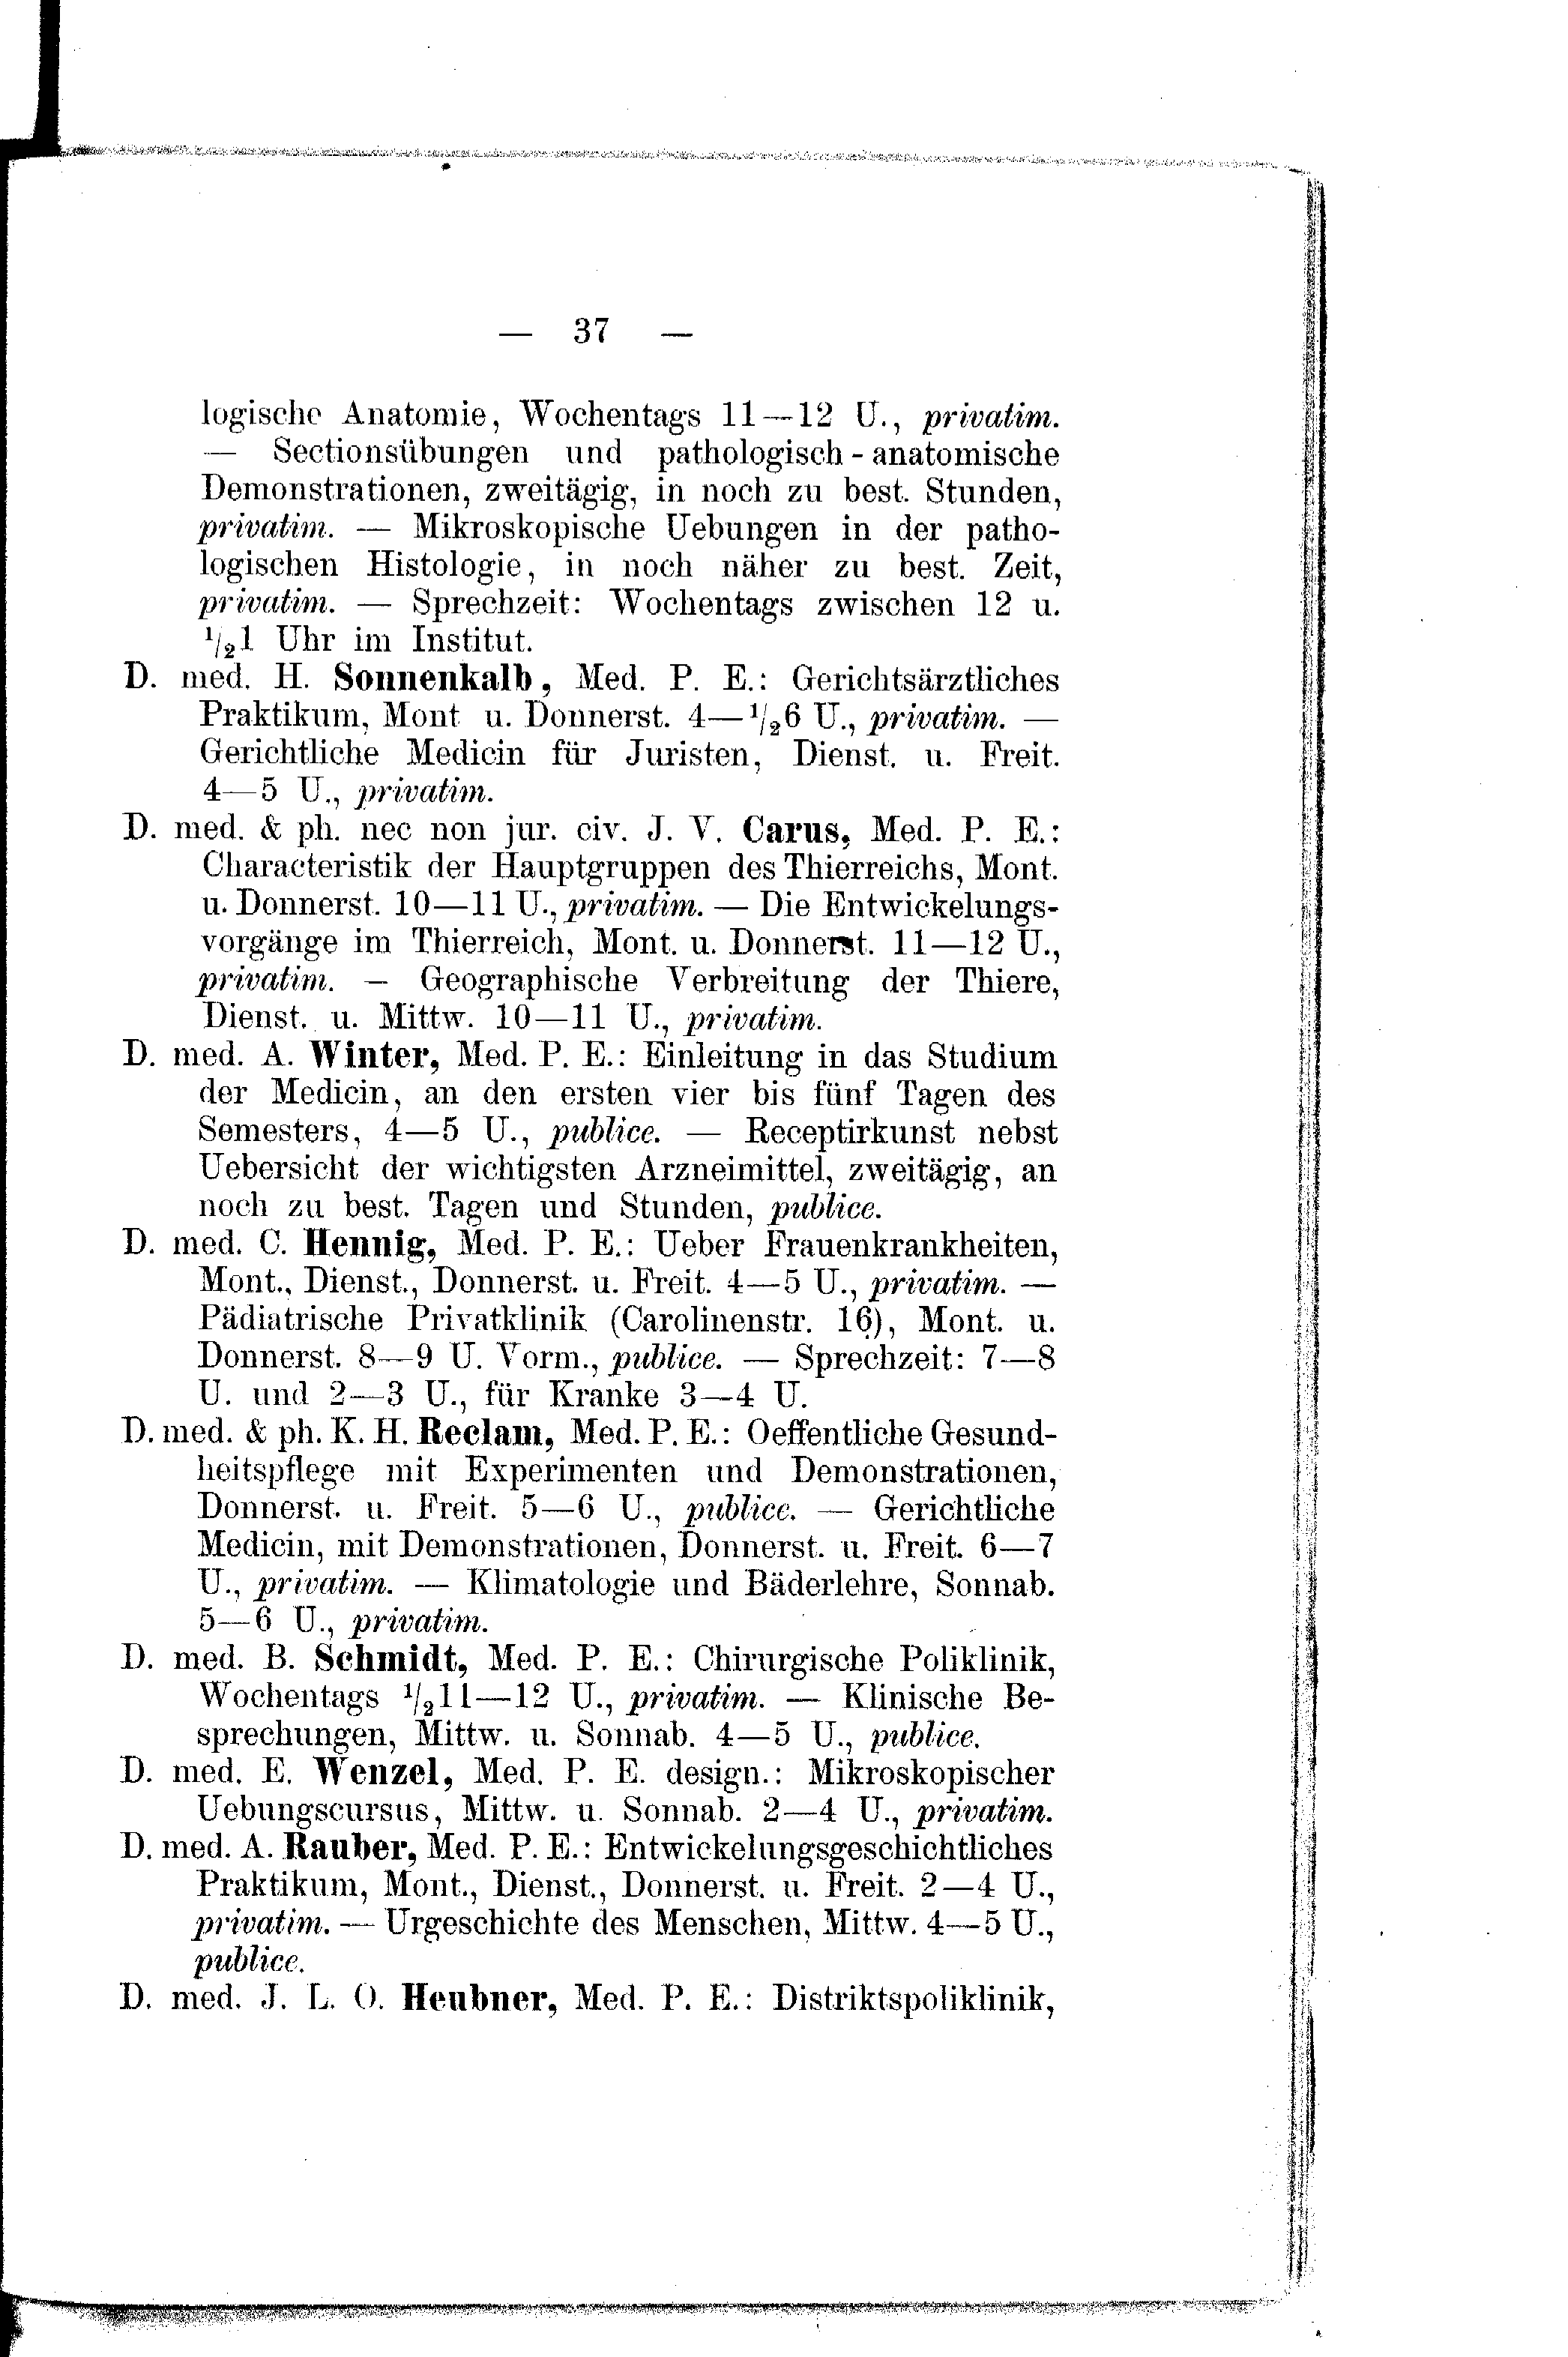 — 37 —
logische Anatomie, Wochentags 11—12 U., privatim.
— Sectionsübungen und pathologisch-anatomische
Demonstrationen, zweitägig, in noch zu best. Stunden,
privatim. — Mikroskopische Uebungen in der patho-
logischen Histologie, in noch näher zu best. Zeit,
privatim. — Sprechzeit: Wochentags zwischen 12 u.
1/21 Uhr im Institut.
D. med. H. Sonnenkalb, Med. P. E.: Gerichtsärztliches
Praktikum, Mont u. Donnerst. 4—1/26 U., privatim. —
Gerichtliche Medicin für Juristen, Dienst. u. Freit.
4—5 U., privatim.
D. med. & ph. nec non jur. civ. J. V. Carus, Med. P. E.:
Characteristik der Hauptgruppen des Thierreichs, Mont.
u. Donnerst. 10—11 U., privatim. — Die Entwickelungs-
vorgänge im Thierreich, Mont. u. Donnerst. 11—12 U.,
privatim. — Geographische Verbreitung der Thiere,
Dienst. u. Mittw. 10—11 U., privatim.
D. med. A. Winter, Med. P. E.: Einleitung in das Studium
der Medicin, an den ersten vier bis fünf Tagen des
Semesters, 4—5 U., publice. — Receptirkunst nebst
Uebersicht der wichtigsten Arzneimittel, zweitägig, an
noch zu best. Tagen und Stunden, publice.
D. med. C. Hennig, Med. P. E.: Ueber Frauenkrankheiten,
Mont., Dienst., Donnerst. u. Freit. 4—5 U., privatim. —
Pädiatrische Privatklinik (Carolinenstr. 16), Mont. u.
Donnerst. 8—9 U. Vorm., publice. — Sprechzeit: 7—8
U. und 2—3 U., für Kranke 3—4 U.
D. med. & ph. K. H. Reclam, Med. P. E.: Oeffentliche Gesund-
heitspflege mit Experimenten und Demonstrationen,
Donnerst. u. Freit. 5—6 U., publice. — Gerichtliche
Medicin, mit Demonstrationen, Donnerst. u. Freit. 6—7
U., privatim. — Klimatologie und Bäderlehre, Sonnab.
5—6 U., privatim.
D. med. B. Schmidt, Med. P. E.: Chirurgische Poliklinik,
Wochentags 1/211—12 U., privatim. — Klinische Be-
sprechungen, Mittw. u. Sonnab. 4—5 U., publice.
D. med. E. Wenzel, Med. P. E. design.: Mikroskopischer
Uebungscursus, Mittw. u. Sonnab. 2—4 U., privatim.
D. med. A. Rauber, Med. P. E.: Entwickelungsgeschichtliches
Praktikum, Mont., Dienst., Donnerst. u. Freit. 2—4 U.,
privatim. — Urgeschichte des Menschen, Mittw. 4—5 U.,
publice.
D. med. J. L. O. Heubner, Med. P. E.: Distriktspoliklinik,